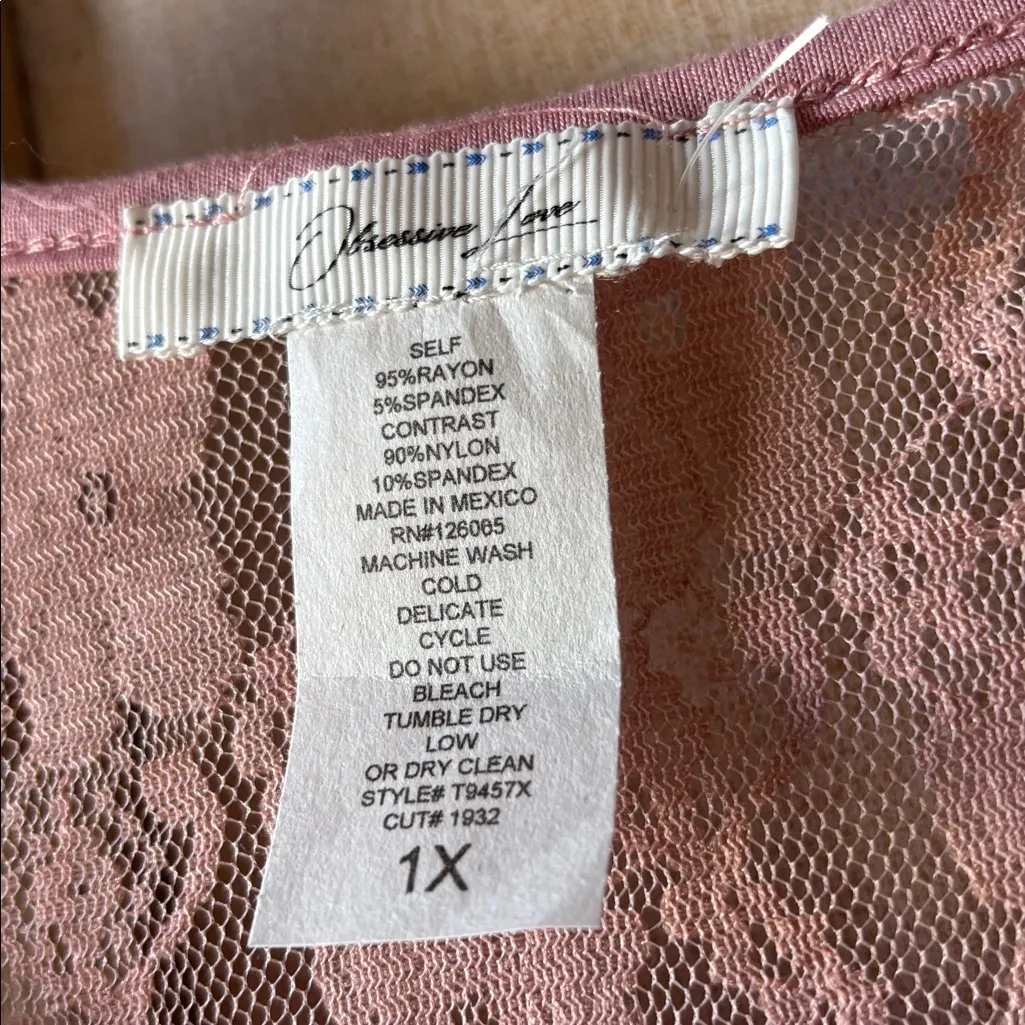 Obsessive Love
SELF
95%RAYON
5%SPANDEX
CONTRAST
90%NYLON
10%SPANDEX
MADE IN MEXICO
RN#126065
MACHINE WASH
COLD
DELICATE
CYCLE
DO NOT USE
BLEACH
TUMBLE DRY
LOW
OR DRY CLEAN
STYLE# T9457X
CUT# 1932
1X